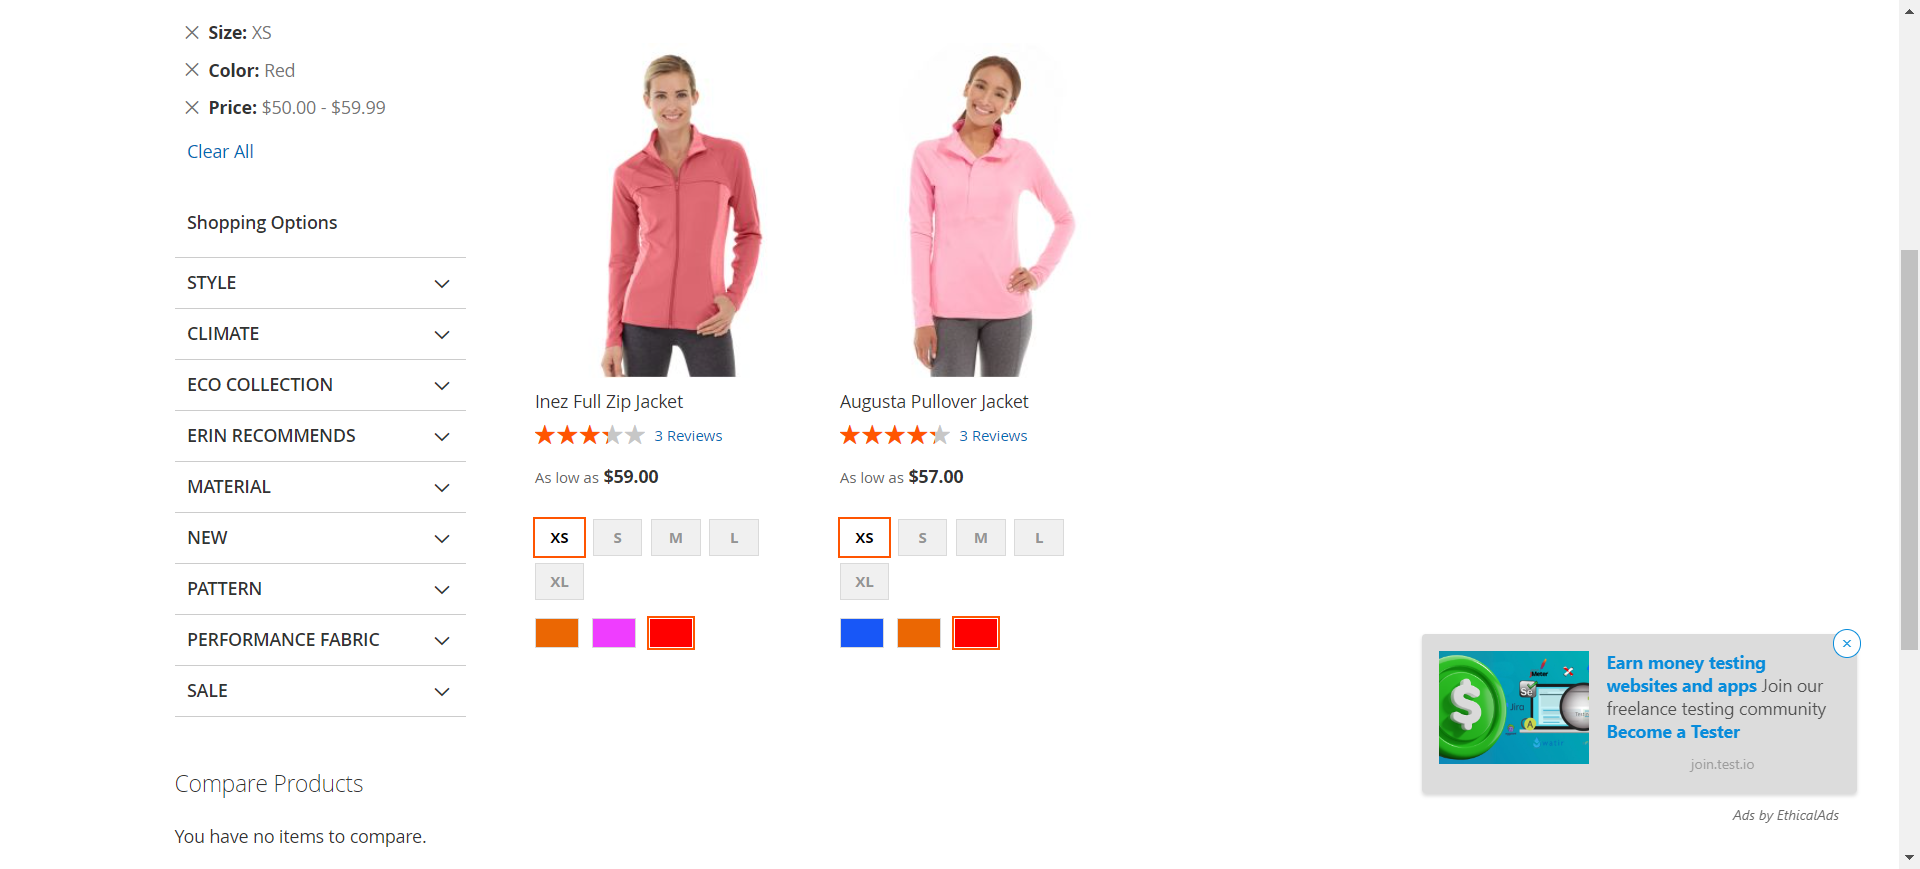 Size: XS
Color: Red
Price: $50.00 - $59.99
Clear All
Shopping Options
STYLE
CLIMATE
ECO COLLECTION
ERIN RECOMMENDS
MATERIAL
NEW
PATTERN
PERFORMANCE FABRIC
SALE
Compare Products
You have no items to compare.
Inez Full Zip Jacket
3 Reviews
As low as $59.00
XS S M L
XL
Augusta Pullover Jacket
3 Reviews
As low as $57.00
XS S M L
XL
Meter
Se
Jira
A
Earn money testing
websites and apps Join our
freelance testing community
Become a Tester
join.test.io
Ads by EthicalAds